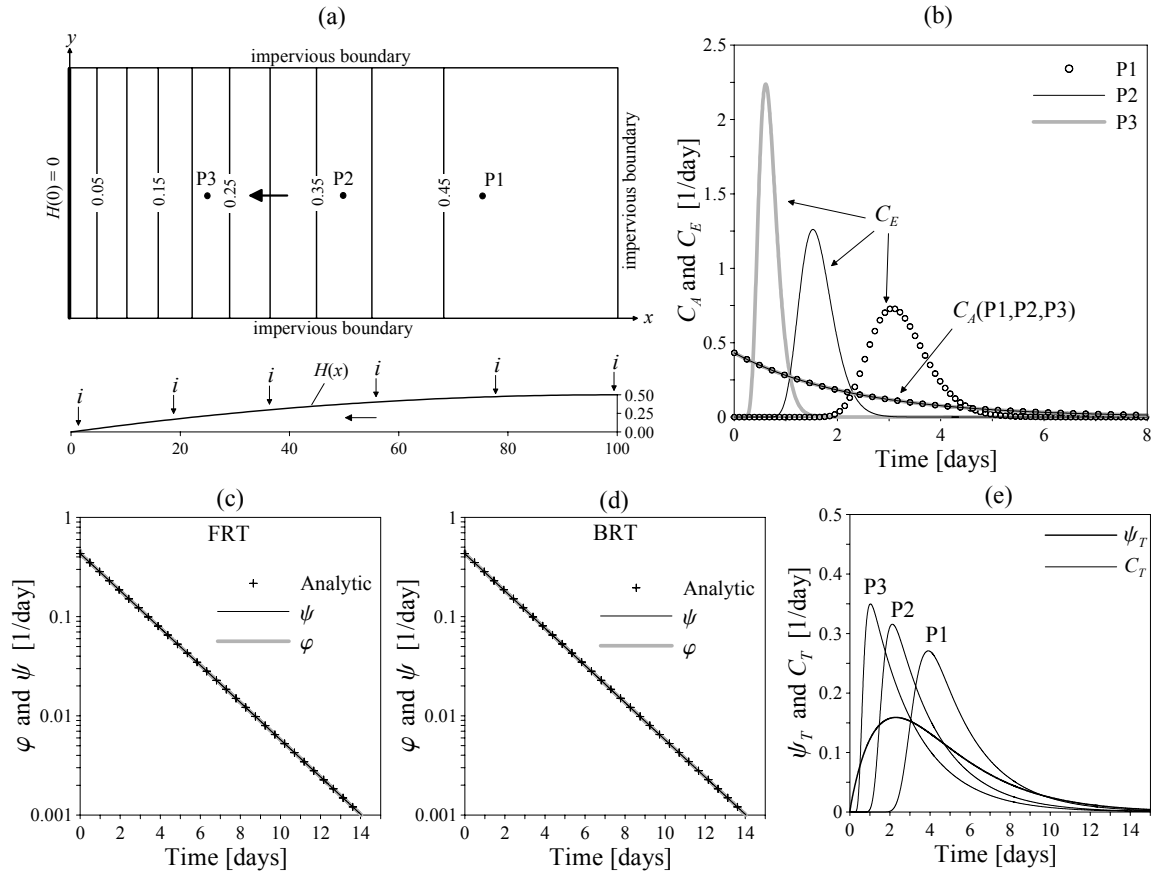 (a)
y
impervious boundary
H(0) = 0
0.05
0.15
P3
0.25
0.35
P2
0.45
P1
impervious boundary
impervious boundary
x
i
i
i
i
i
i
H(x)
0.50
0.25
0.00
0 20 40 60 80 100
(b)
C_A and C_E [1/day]
2.5
2
1.5
1
0.5
0
P1
P2
P3
C_E
C_A(P1,P2,P3)
0 2 4 6 8
Time [days]
(c)
FRT
φ and ψ [1/day]
1
0.1
0.01
0.001
Analytic
ψ
φ
0 2 4 6 8 10 12 14
Time [days]
(d)
BRT
φ and ψ [1/day]
1
0.1
0.01
0.001
Analytic
ψ
φ
0 2 4 6 8 10 12 14
Time [days]
(e)
ψ_T and C_T [1/day]
0.5
0.4
0.3
0.2
0.1
0
ψ_T
C_T
P3
P2
P1
0 2 4 6 8 10 12 14
Time [days]